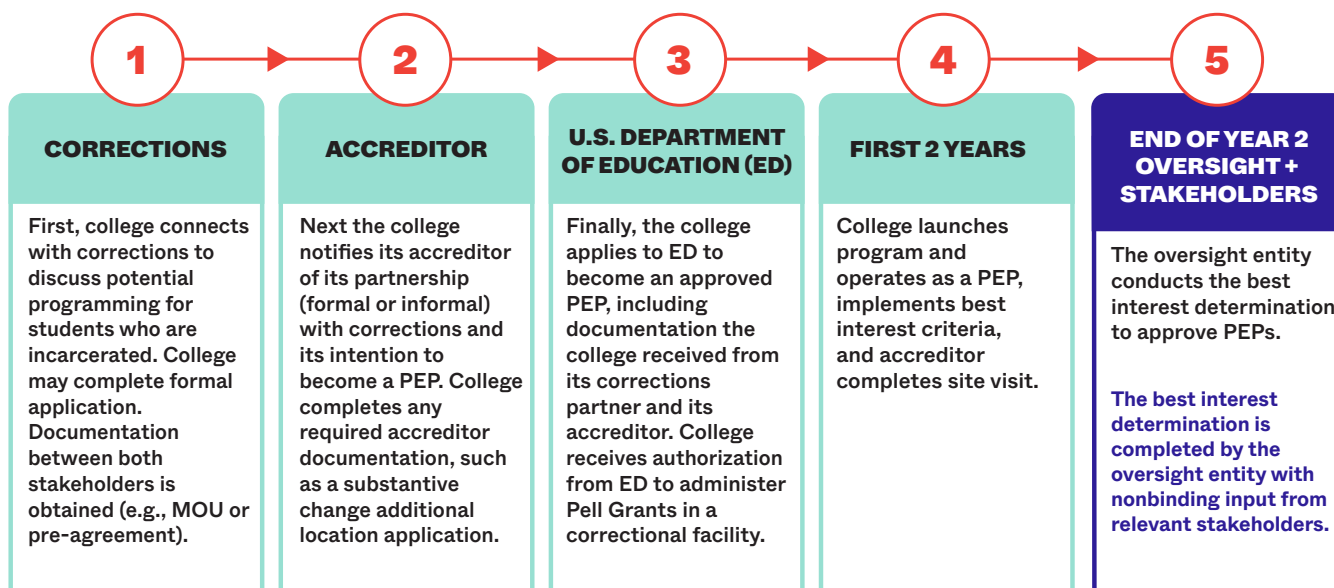 1
2
3
4
5
CORRECTIONS
First, college connects
with corrections to
discuss potential
programming for
students who are
incarcerated. College
may complete formal
application.
Documentation
between both
stakeholders is
obtained (e.g., MOU or
pre-agreement).
ACCREDITOR
Next the college
notifies its accreditor
of its partnership
(formal or informal)
with corrections and
its intention to
become a PEP. College
completes any
required accreditor
documentation, such
as a substantive
change additional
location application.
U.S. DEPARTMENT
OF EDUCATION (ED)
Finally, the college
applies to ED to
become an approved
PEP, including
documentation the
college received from
its corrections
partner and its
accreditor. College
receives authorization
from ED to administer
Pell Grants in a
correctional facility.
FIRST 2 YEARS
College launches
program and
operates as a PEP,
implements best
interest criteria,
and accreditor
completes site visit.
END OF YEAR 2
OVERSIGHT +
STAKEHOLDERS
The oversight entity
conducts the best
interest determination
to approve PEPs.
The best interest
determination is
completed by the
oversight entity with
nonbinding input from
relevant stakeholders.